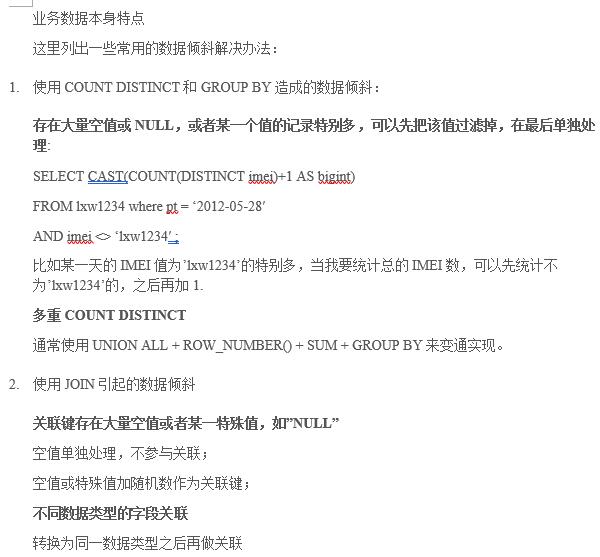 业务数据本身特点
这里列出一些常用的数据倾斜解决办法：
1. 使用 COUNT DISTINCT 和 GROUP BY 造成的数据倾斜：
存在大量空值或 NULL，或者某一个值的记录特别多，可以先把该值过滤掉，在最后单独处
理:
SELECT CAST(COUNT(DISTINCT imei)+1 AS bigint)
FROM lxw1234 where pt = ‘2012-05-28′
AND imei <> ‘lxw1234′ ;
比如某一天的 IMEI 值为’lxw1234’的特别多，当我要统计总的 IMEI 数，可以先统计不
为’lxw1234’的，之后再加 1.
多重 COUNT DISTINCT
通常使用 UNION ALL + ROW_NUMBER() + SUM + GROUP BY 来变通实现。
2. 使用 JOIN 引起的数据倾斜
关联键存在大量空值或者某一特殊值，如”NULL”
空值单独处理，不参与关联；
空值或特殊值加随机数作为关联键；
不同数据类型的字段关联
转换为同一数据类型之后再做关联